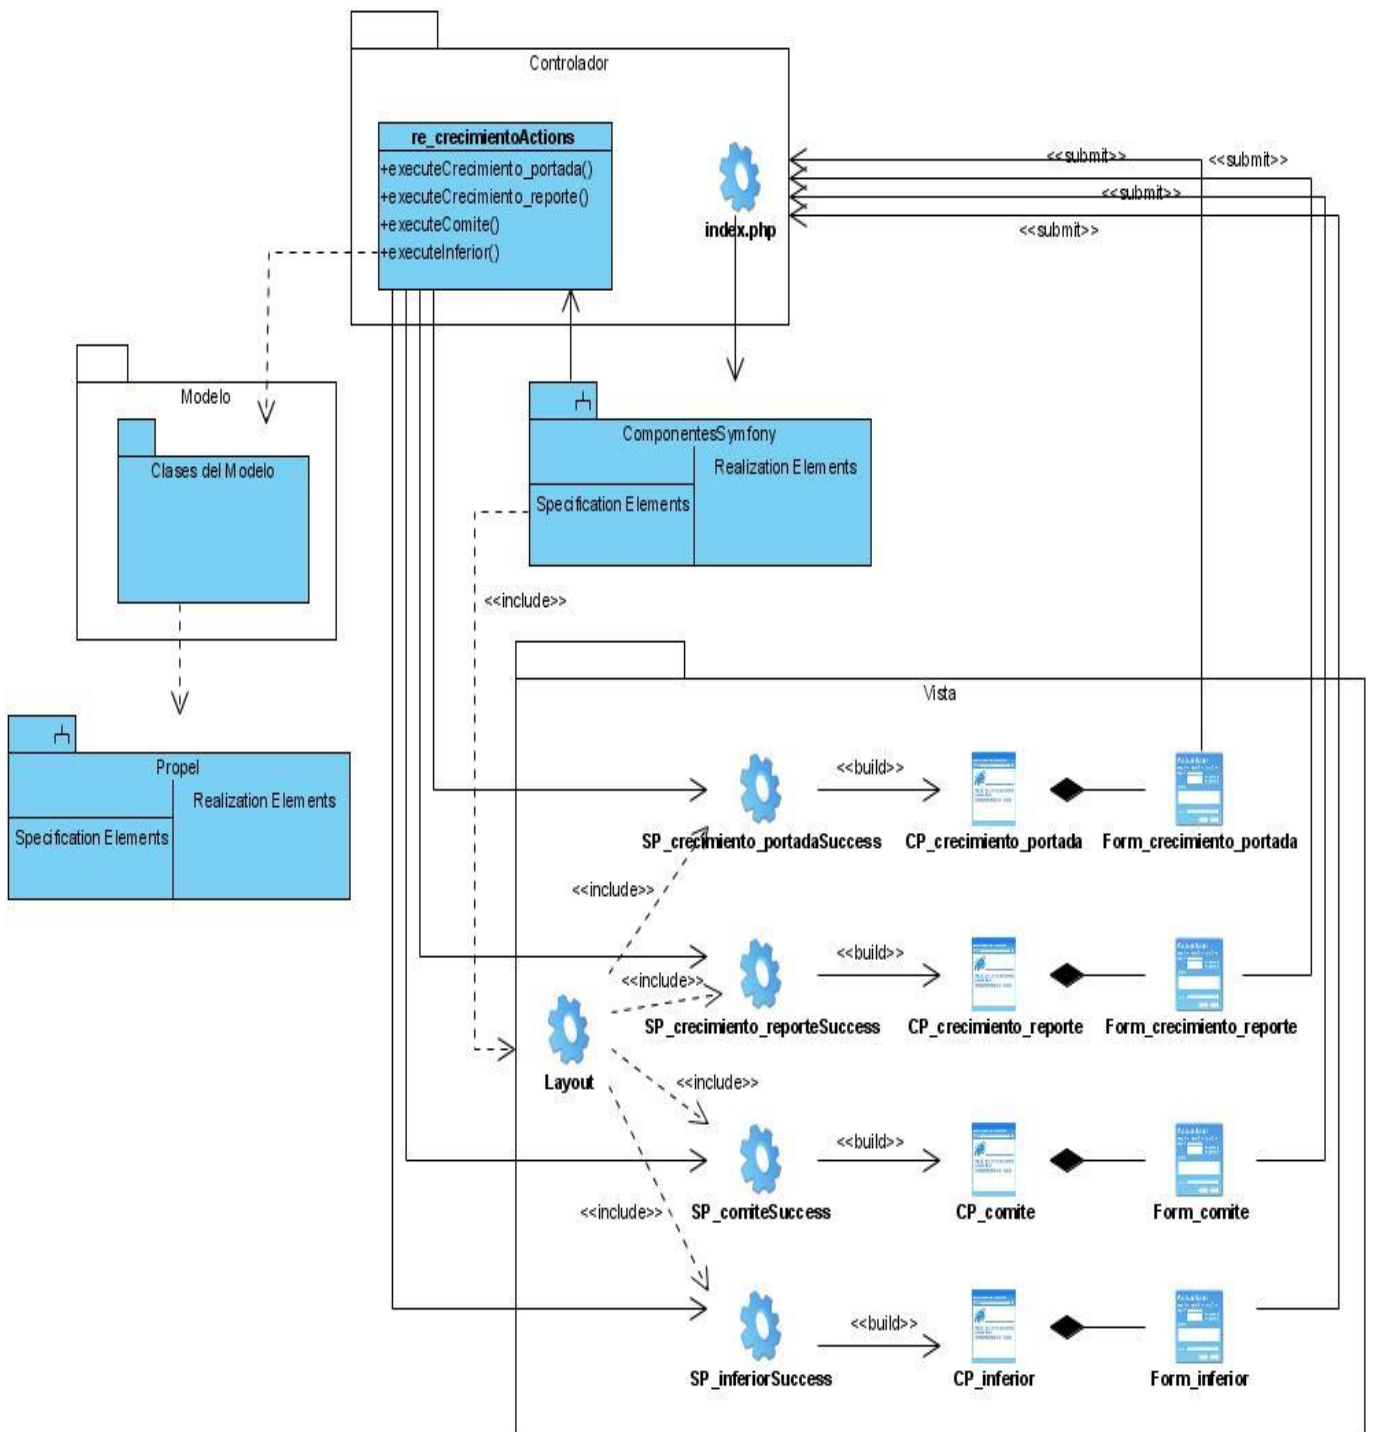 Controlador
re_crecimientoActions
+executeCrecimiento_portada()
+executeCrecimiento_reporte()
+executeComite()
+executeInferior()
index.php
<<submit>>
<<submit>>
<<submit>>
<<submit>>
Modelo
Clases del Modelo
ComponentesSymfony
Realization Elements
Specification Elements
<<include>>
Propel
Realization Elements
Specification Elements
Vista
<<build>>
SP_crecimiento_portadaSuccess
CP_crecimiento_portada
Form_crecimiento_portada
<<include>>
<<build>>
<<include>>
SP_crecimiento_reporteSuccess
CP_crecimiento_reporte
Form_crecimiento_reporte
Layout
<<include>>
<<build>>
<<include>>
SP_comiteSuccess
CP_comite
Form_comite
<<build>>
SP_inferiorSuccess
CP_inferior
Form_inferior